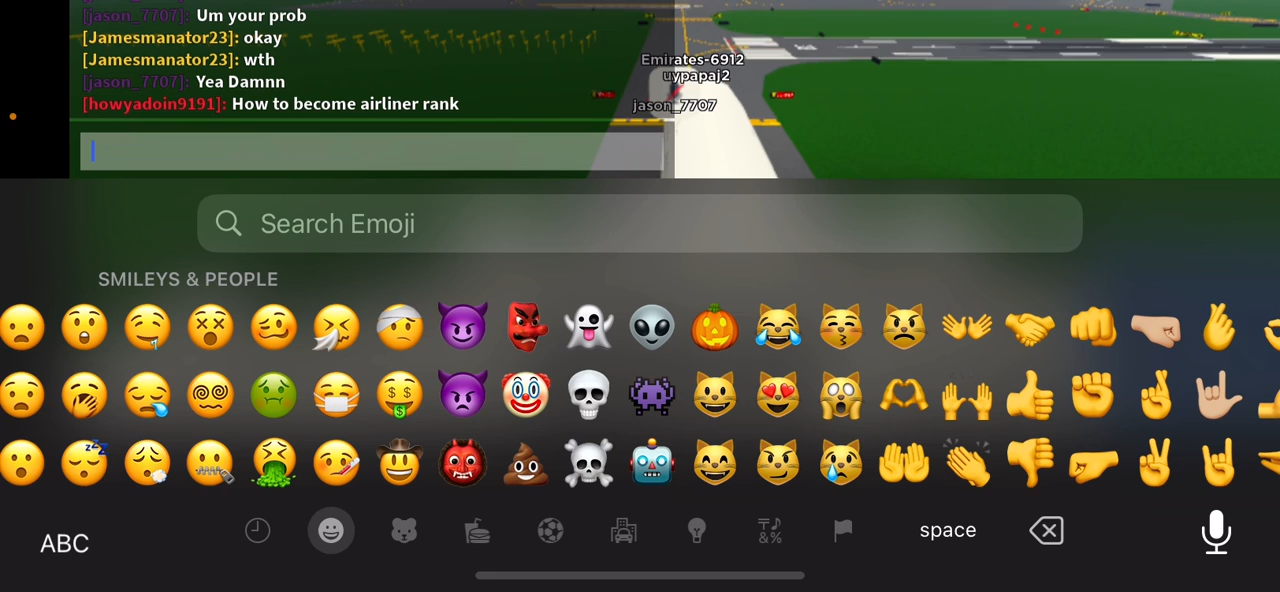 [jason_7707]: Um your prob
[Jamesmanator23]: okay
[Jamesmanator23]: wth
[jason_7707]: Yea Damnn
[howyadoin9191]: How to become airliner rank
Emirates-6912
uypapaj2
jason_7707
Search Emoji
SMILEYS & PEOPLE
ABC
space